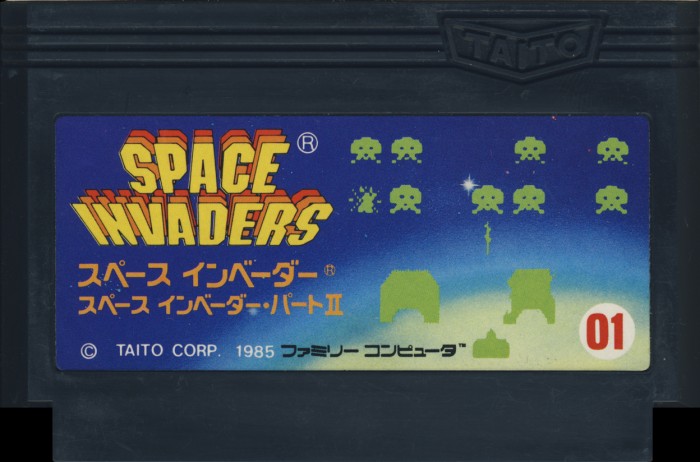 TAITO
SPACE ®
INVADERS
スペース インベーダー ®
スペース インベーダー・パートⅡ
© TAITO CORP. 1985 ファミリー コンピュータ™
01